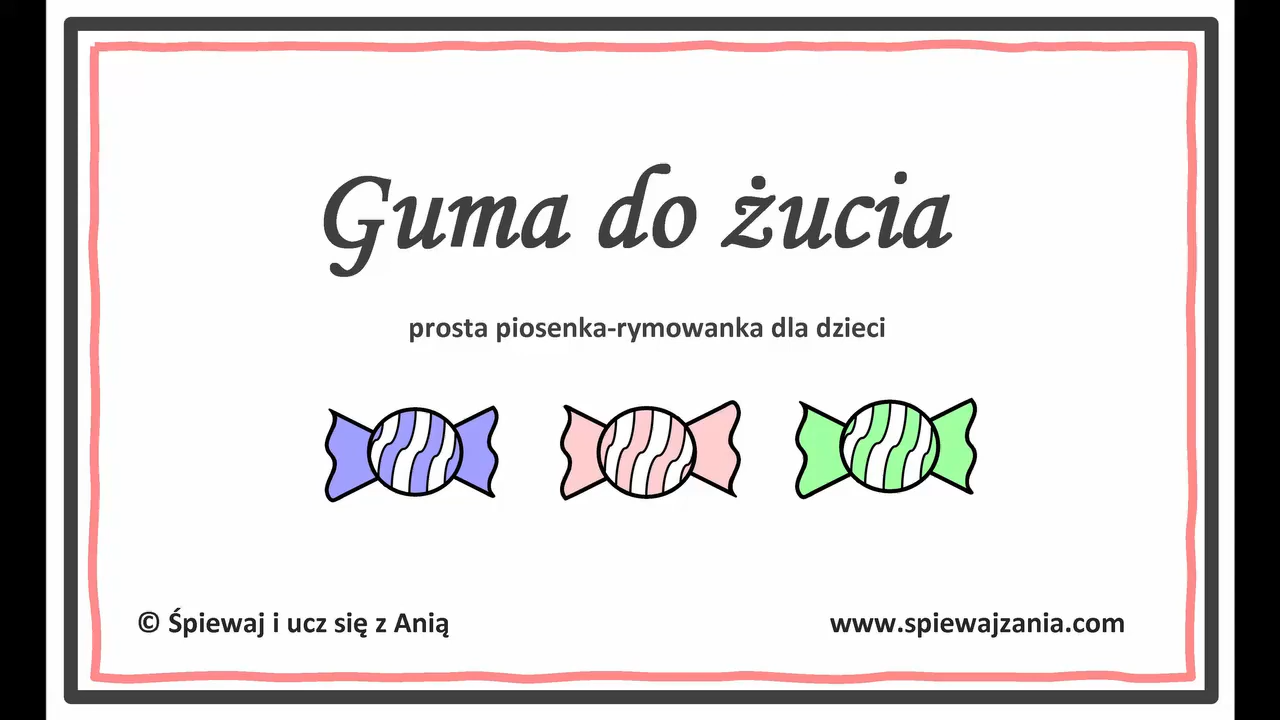 Guma do żucia
prosta piosenka-rymowanka dla dzieci
© Śpiewaj i ucz się z Anią
www.spiewajzania.com